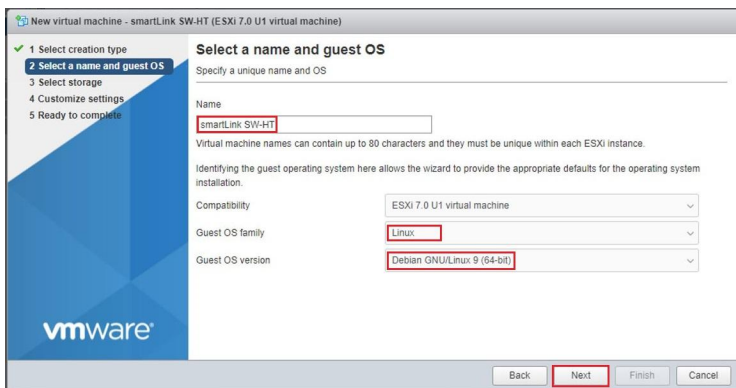 New virtual machine - smartLink SW-HT (ESXi 7.0 U1 virtual machine)
1 Select creation type
2 Select a name and guest OS
3 Select storage
4 Customize settings
5 Ready to complete
vmware
Select a name and guest OS
Specify a unique name and OS
Name
smartLink SW-HT
Virtual machine names can contain up to 80 characters and they must be unique within each ESXi instance.
Identifying the guest operating system here allows the wizard to provide the appropriate defaults for the operating system
installation.
Compatibility ESXi 7.0 U1 virtual machine
Guest OS family Linux
Guest OS version Debian GNU/Linux 9 (64-bit)
Back Next Finish Cancel